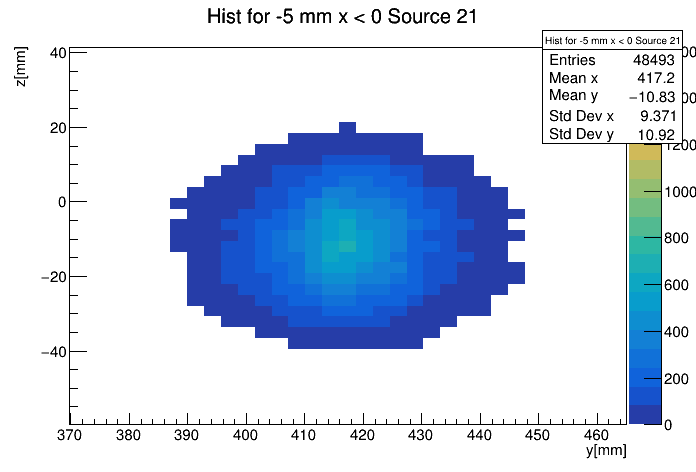 Hist for -5 mm x < 0 Source 21
Hist for -5 mm x < 0 Source 21
Entries 48493
Mean x 417.2
Mean y −10.83
Std Dev x 9.371
Std Dev y 10.92
z[mm]
40
20
0
−20
−40
370 380 390 400 410 420 430 440 450 460
y[mm]
1200
1000
800
600
400
200
0